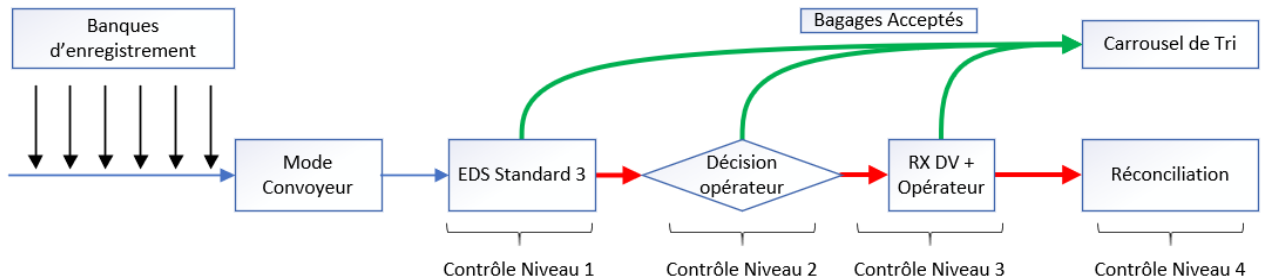 Banques
d'enregistrement
Bagages Acceptés
Carrousel de Tri
Mode
Convoyeur
EDS Standard 3
Décision
opérateur
RX DV +
Opérateur
Réconciliation
Contrôle Niveau 1
Contrôle Niveau 2
Contrôle Niveau 3
Contrôle Niveau 4